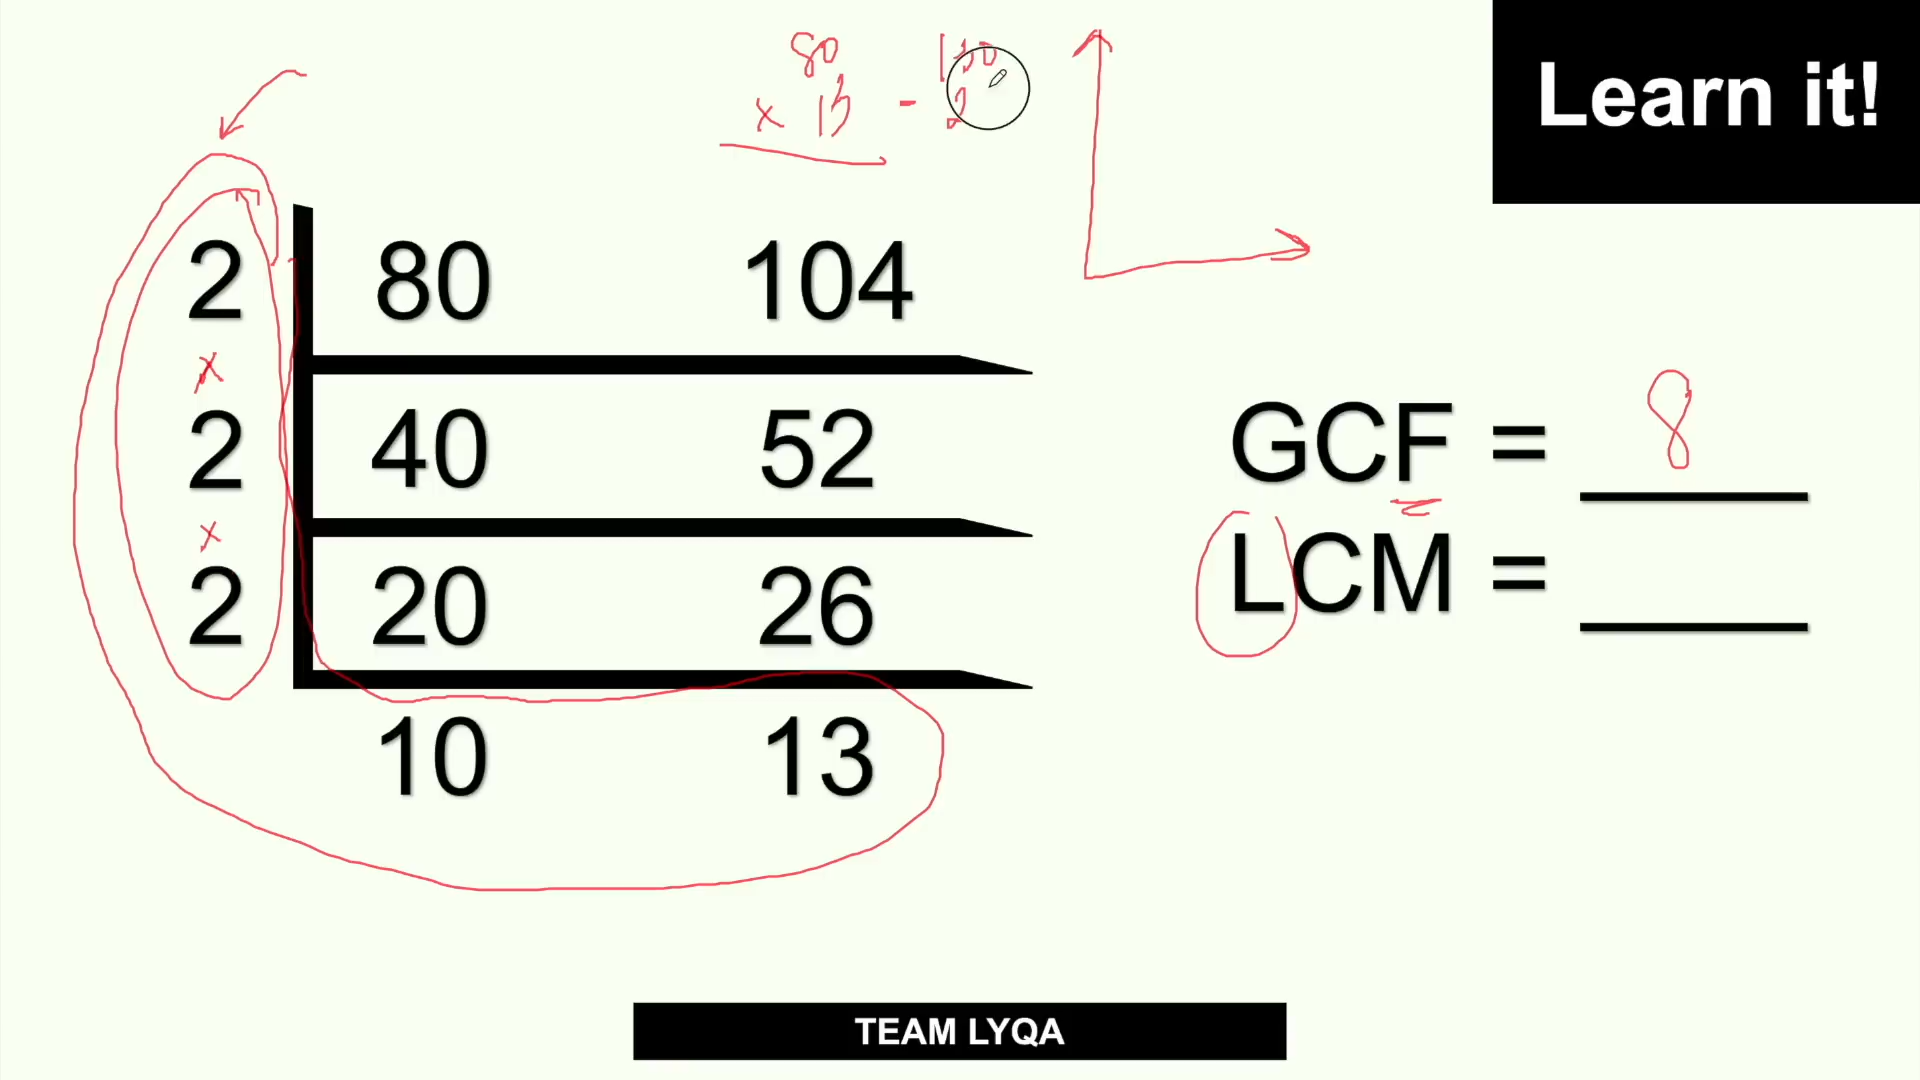 Learn it!
80
x 13 -
2 80 104
x
2 40 52
x
2 20 26
10 13
GCF = 8
LCM =
TEAM LYQA